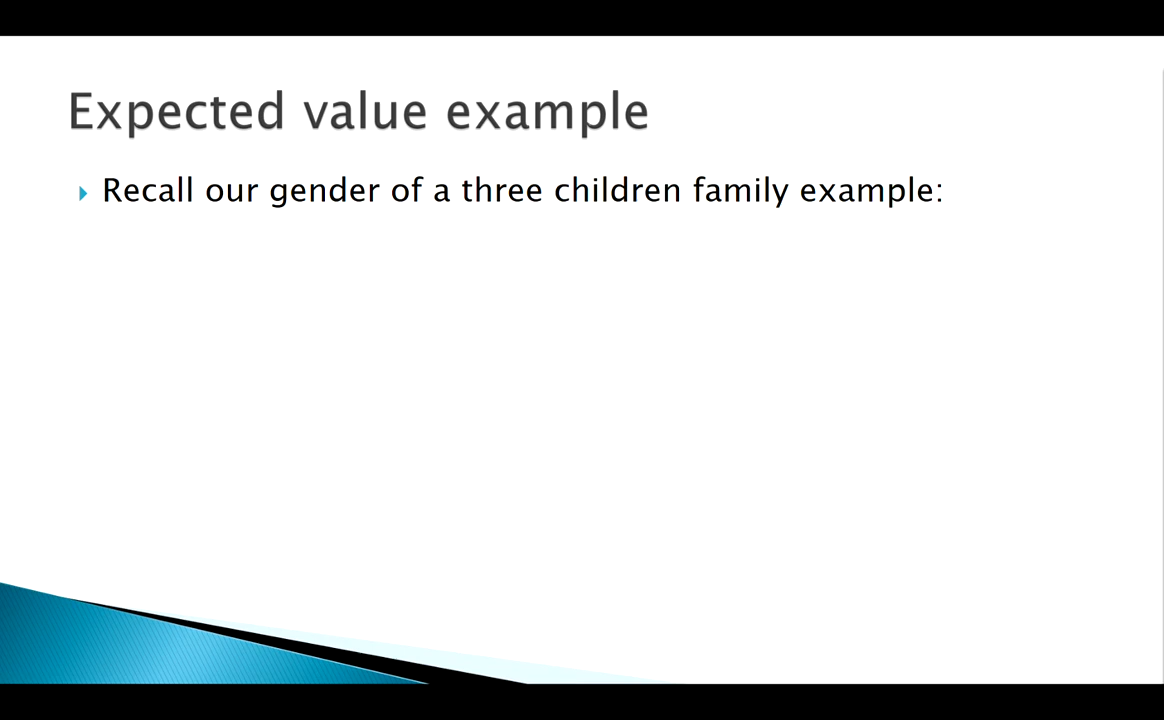 Expected value example
Recall our gender of a three children family example: